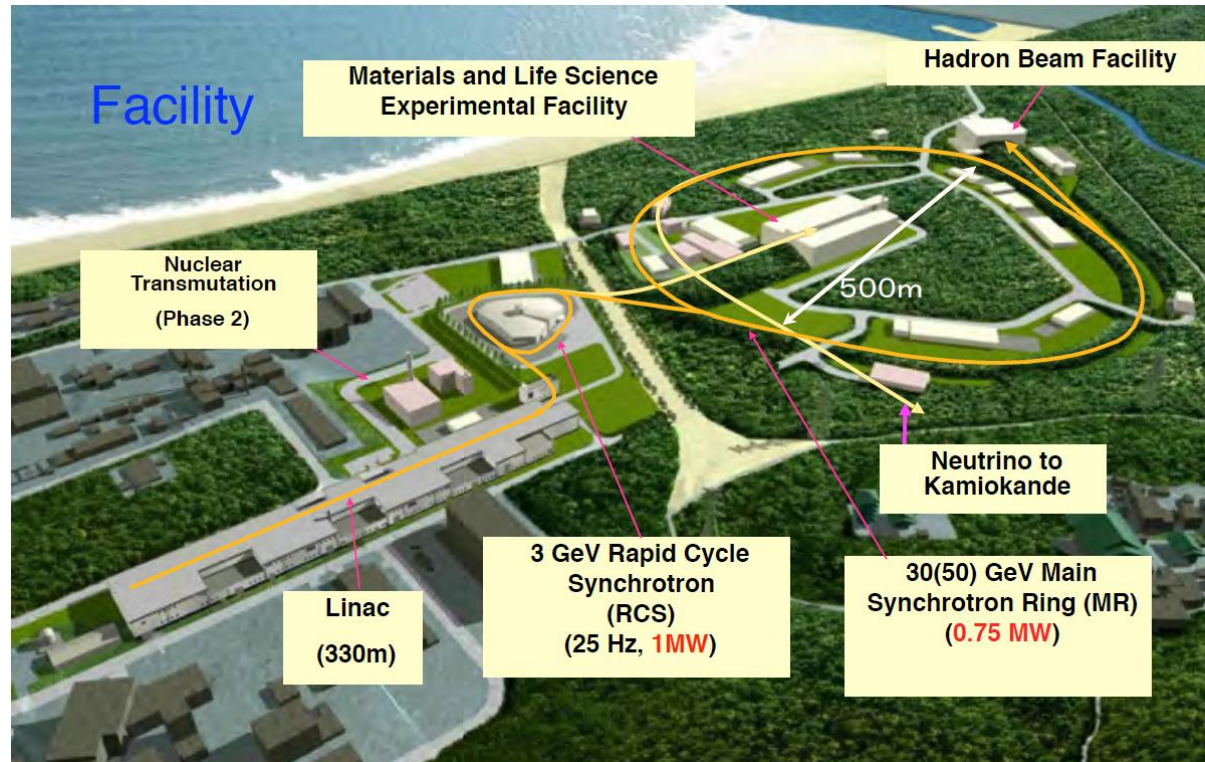 Facility
Materials and Life Science
Experimental Facility
Hadron Beam Facility
Nuclear
Transmutation
(Phase 2)
500m
Neutrino to
Kamiokande
Linac
(330m)
3 GeV Rapid Cycle
Synchrotron
(RCS)
(25 Hz, 1MW)
30(50) GeV Main
Synchrotron Ring (MR)
(0.75 MW)